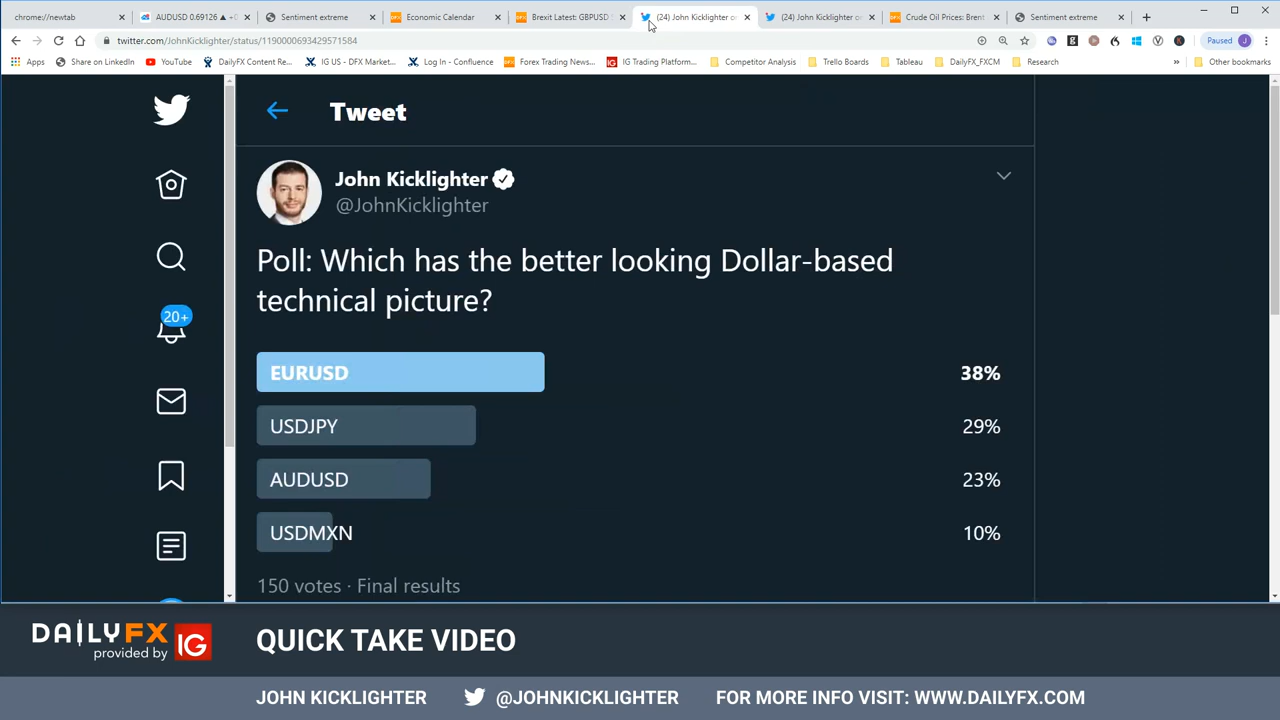 chrome://newtab
AUDUSD 0.69126 ▲ +0
Sentiment extreme
Economic Calendar
Brexit Latest: GBPUSD
(24) John Kicklighter on
(24) John Kicklighter on
Crude Oil Prices: Brent
Sentiment extreme
twitter.com/JohnKicklighter/status/1190000693429571584
Paused
J
Apps
Share on LinkedIn
YouTube
DailyFX Content Re...
IG US - DFX Market...
Log In - Confluence
Forex Trading News...
IG Trading Platform...
Competitor Analysis
Trello Boards
Tableau
DailyFX_FXCM
Research
»
Other bookmarks
Tweet
John Kicklighter
@JohnKicklighter
Poll: Which has the better looking Dollar-based
technical picture?
EURUSD 38%
USDJPY 29%
AUDUSD 23%
USDMXN 10%
150 votes · Final results
20+
DAILYFX
provided by IG
QUICK TAKE VIDEO
JOHN KICKLIGHTER @JOHNKICKLIGHTER FOR MORE INFO VISIT: WWW.DAILYFX.COM